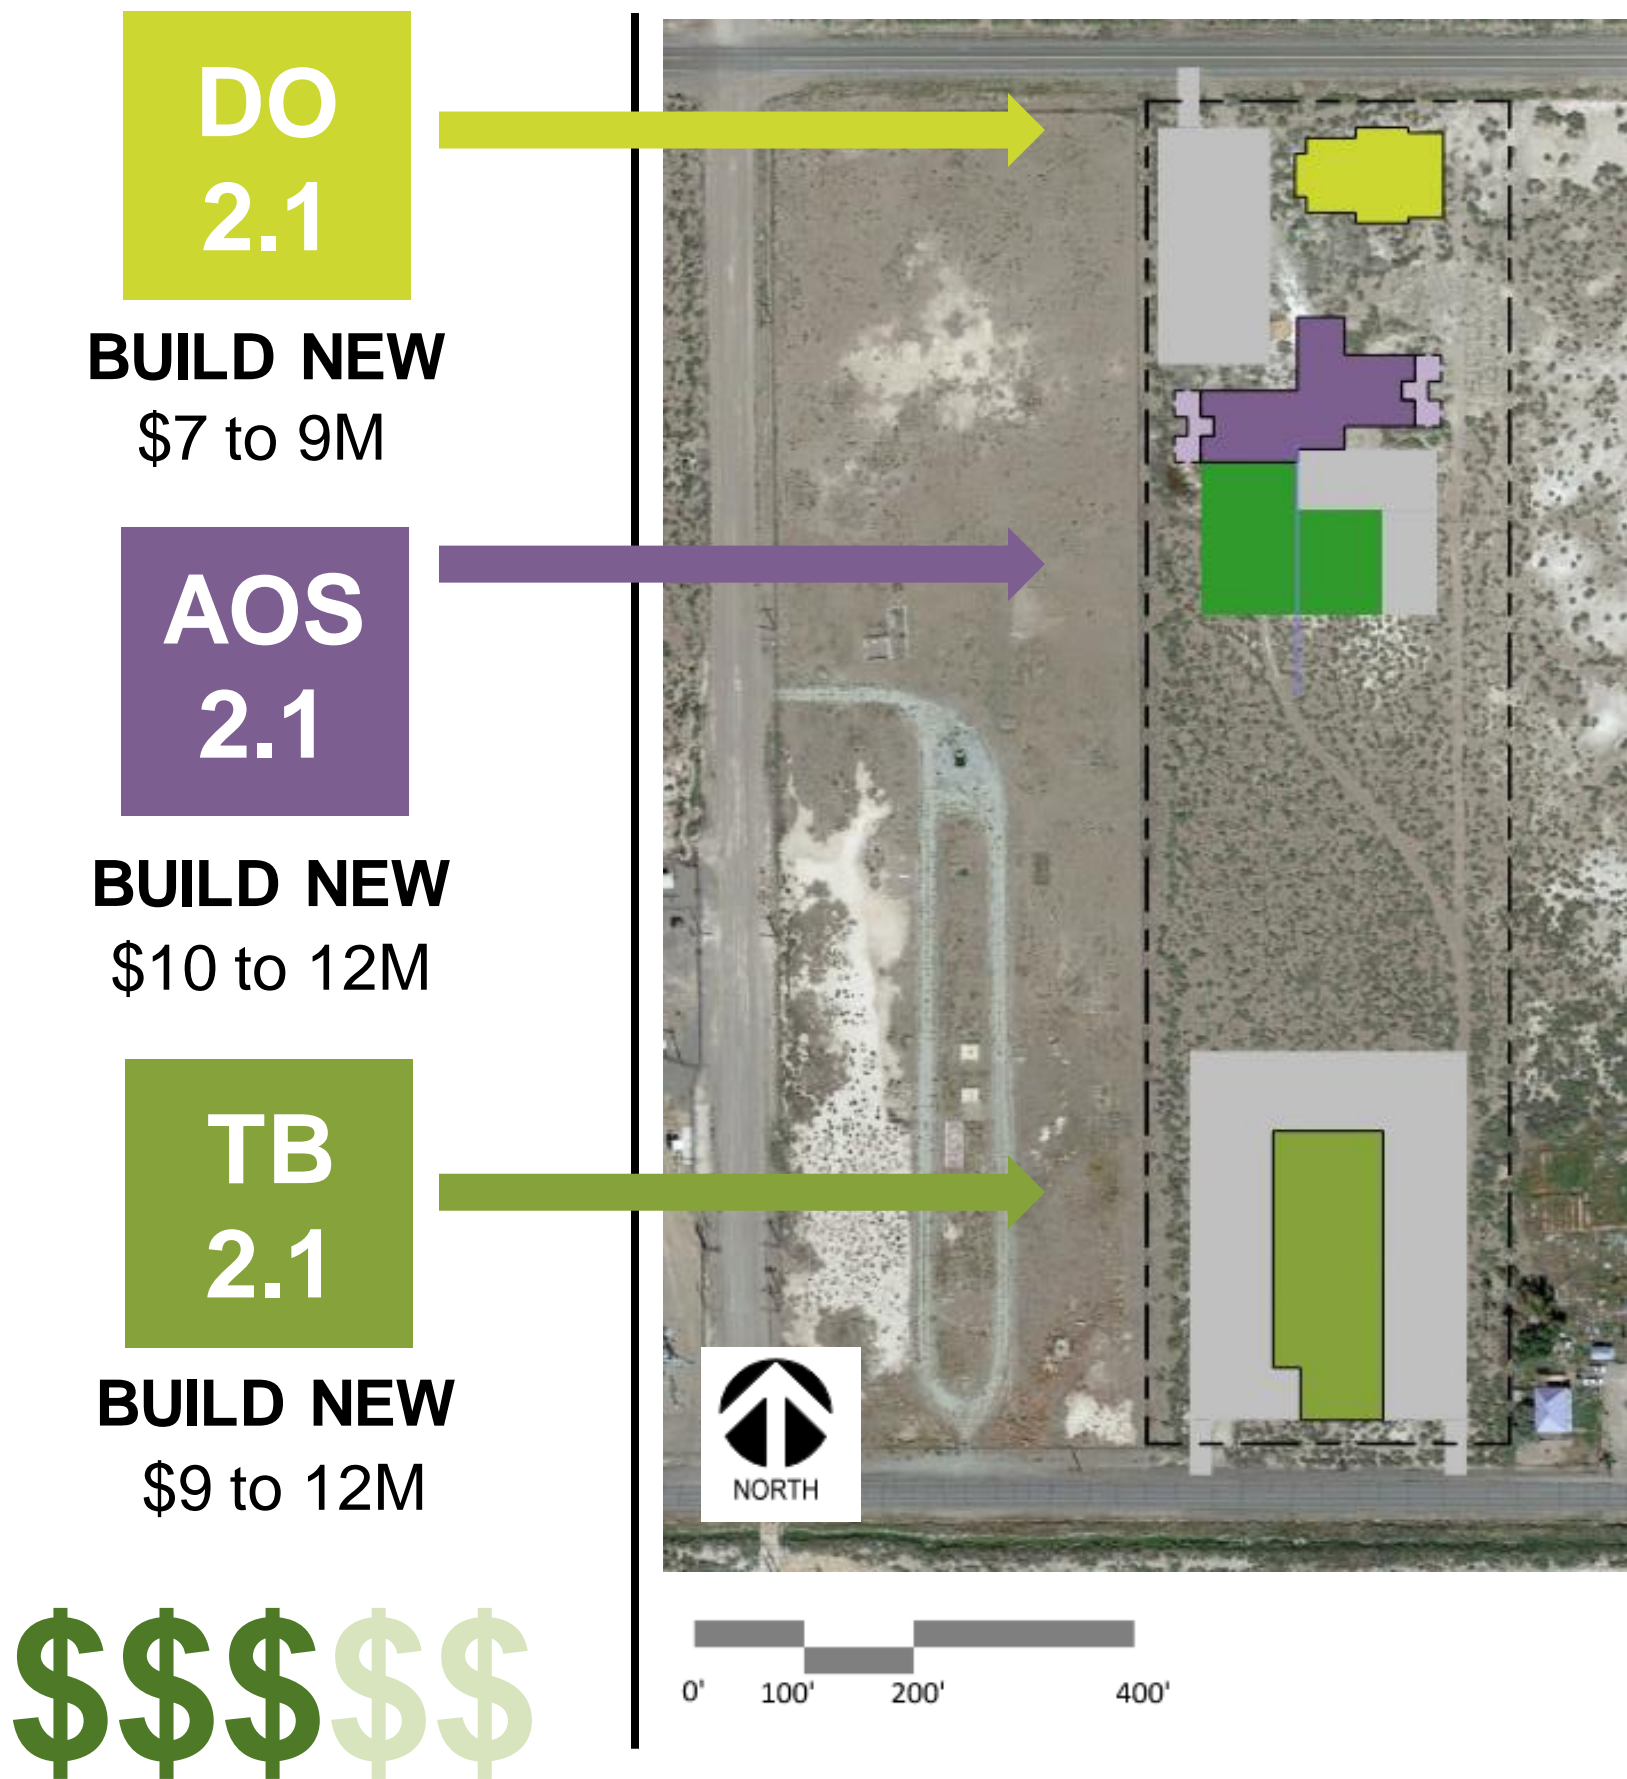 DO
2.1
BUILD NEW
$7 to 9M
AOS
2.1
BUILD NEW
$10 to 12M
TB
2.1
BUILD NEW
$9 to 12M
$$$$$
NORTH
0' 100' 200' 400'